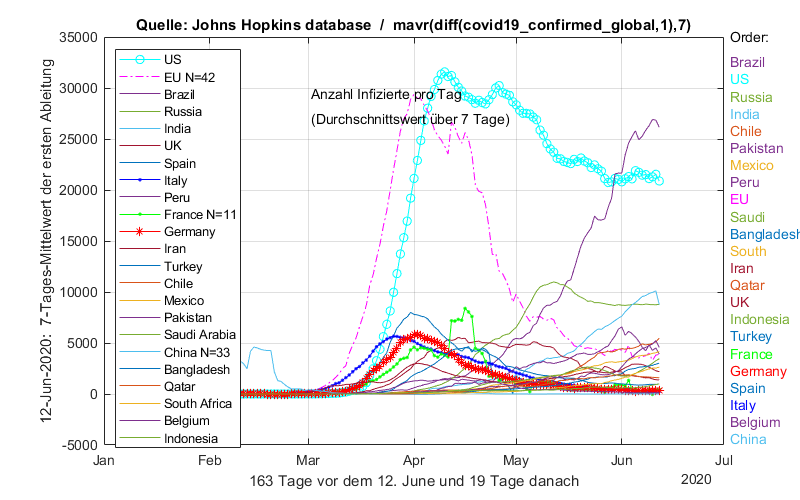 Quelle: Johns Hopkins database / mavr(diff(covid19_confirmed_global,1),7)
12-Jun-2020: 7-Tages-Mittelwert der ersten Ableitung
35000
30000
25000
20000
15000
10000
5000
0
-5000
US
EU N=42
Brazil
Russia
India
UK
Spain
Italy
Peru
France N=11
Germany
Iran
Turkey
Chile
Mexico
Pakistan
Saudi Arabia
China N=33
Bangladesh
Qatar
South Africa
Belgium
Indonesia
Anzahl Infizierte pro Tag
(Durchschnittswert über 7 Tage)
Order:
Brazil
US
Russia
India
Chile
Pakistan
Mexico
Peru
EU
Saudi
Bangladesh
South
Iran
Qatar
UK
Indonesia
Turkey
France
Germany
Spain
Italy
Belgium
China
Jan Feb Mar Apr May Jun Jul
2020
163 Tage vor dem 12. June und 19 Tage danach